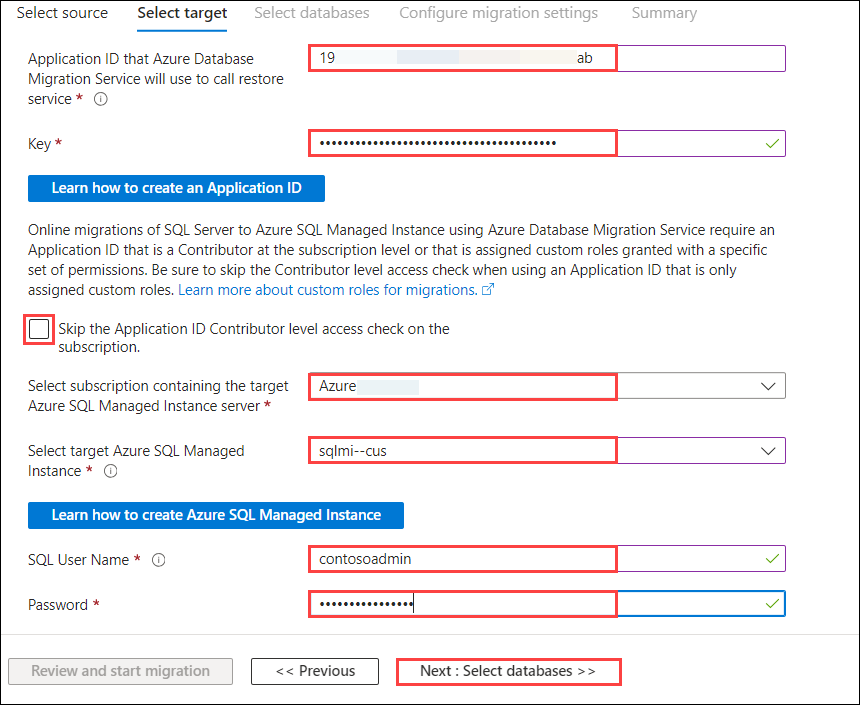 Select source Select target Select databases Configure migration settings Summary
Application ID that Azure Database
Migration Service will use to call restore
service *
19 ab
Key *
••••••••••••••••••••••••••••••••••••••••
Learn how to create an Application ID
Online migrations of SQL Server to Azure SQL Managed Instance using Azure Database Migration Service require an
Application ID that is a Contributor at the subscription level or that is assigned custom roles granted with a specific
set of permissions. Be sure to skip the Contributor level access check when using an Application ID that is only
assigned custom roles. Learn more about custom roles for migrations.
Skip the Application ID Contributor level access check on the
subscription.
Select subscription containing the target
Azure SQL Managed Instance server *
Azure
Select target Azure SQL Managed
Instance *
sqlmi--cus
Learn how to create Azure SQL Managed Instance
SQL User Name *
contosoadmin
Password *
••••••••••••••••
Review and start migration << Previous Next : Select databases >>